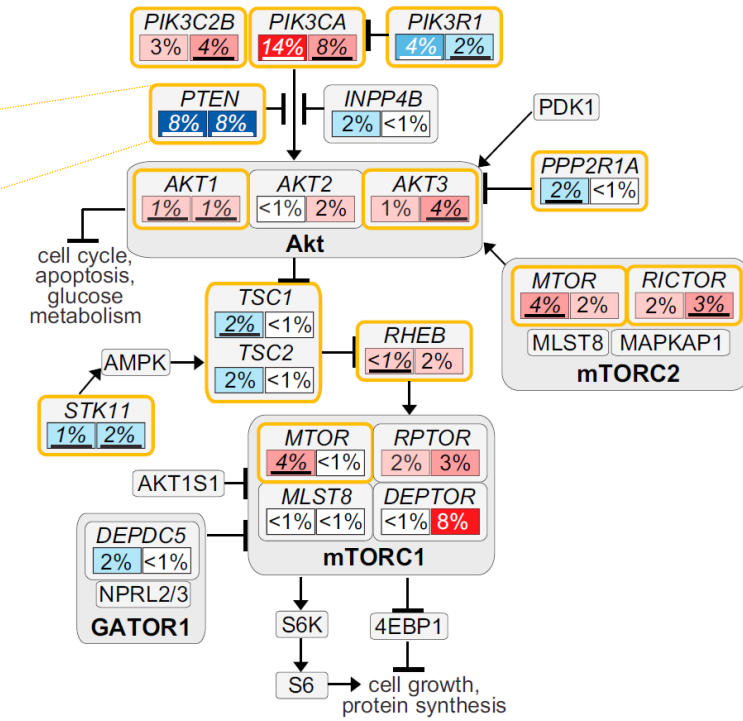 PIK3C2B PIK3CA PIK3R1
3% 4% 14% 8% 4% 2%
PTEN INPP4B
8% 8% 2% <1%
PDK1
PPP2R1A
2% <1%
AKT1 AKT2 AKT3
1% 1% <1% 2% 1% 4%
Akt
cell cycle,
apoptosis,
glucose
metabolism
MTOR RICTOR
4% 2% 2% 3%
MLST8 MAPKAP1
mTORC2
TSC1
2% <1%
TSC2
2% <1%
RHEB
<1% 2%
AMPK
STK11
1% 2%
MTOR RPTOR
4% <1% 2% 3%
MLST8 DEPTOR
<1% <1% <1% 8%
mTORC1
AKT1S1
DEPDC5
2% <1%
NPRL2/3
GATOR1
S6K 4EBP1
S6 cell growth,
protein synthesis